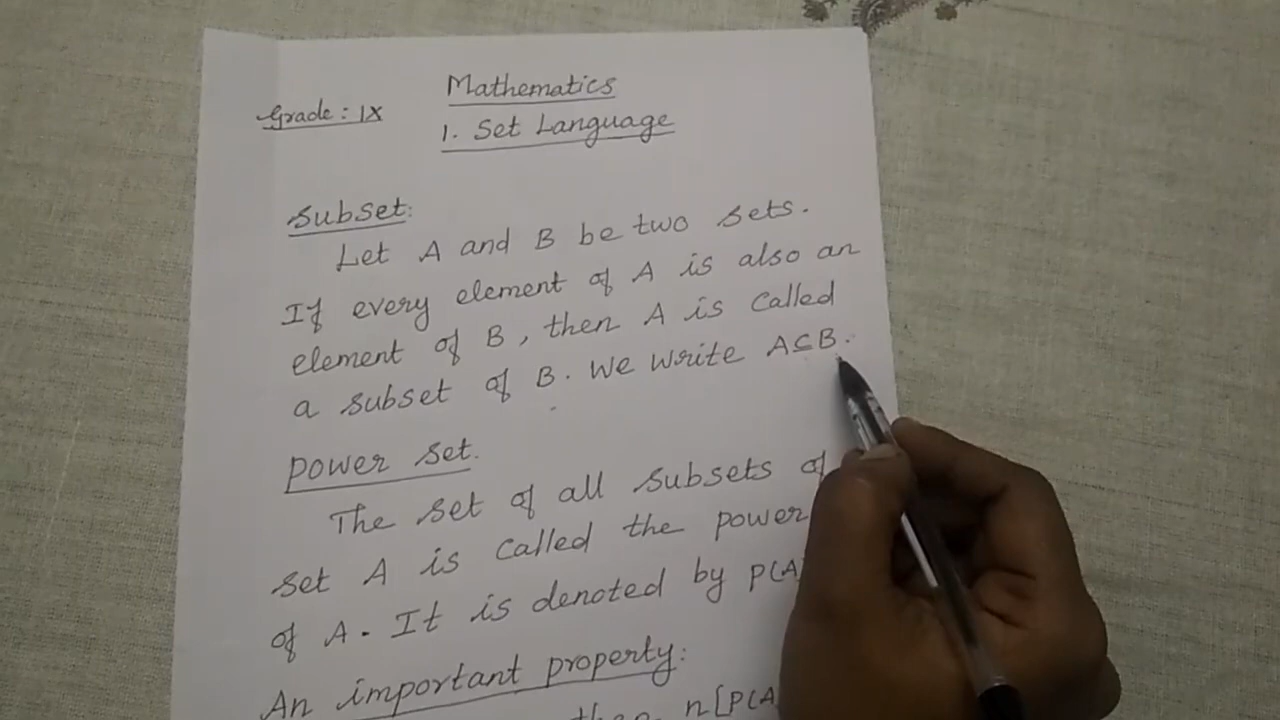 Mathematics
Grade: IX
1. Set Language
Subset:
Let A and B be two sets.
If every element of A is also an
element of B, then A is called
a subset of B. We write A⊆B.
Power set.
The set of all subsets of
set A is called the power
of A. It is denoted by P(A)
An important property:
n[P(A